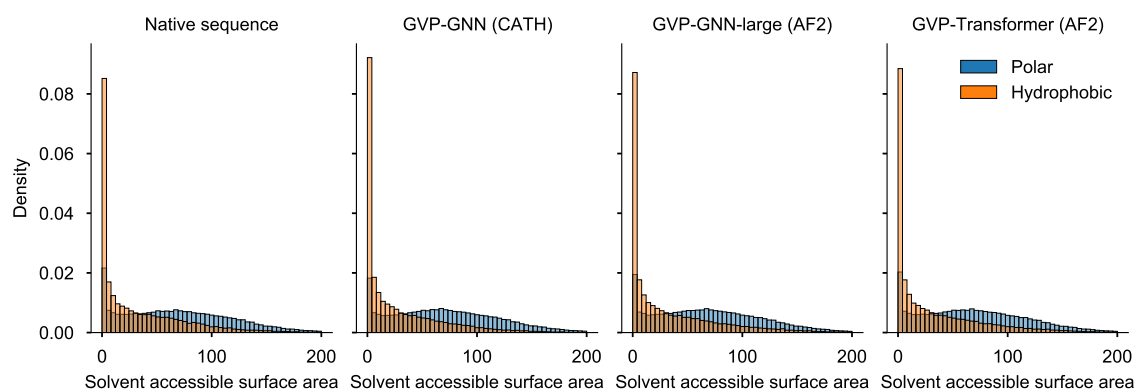 Native sequence
GVP-GNN (CATH)
GVP-GNN-large (AF2)
GVP-Transformer (AF2)
Polar
Hydrophobic
Density
0.08
0.06
0.04
0.02
0.00
0 100 200
0 100 200
0 100 200
0 100 200
Solvent accessible surface area
Solvent accessible surface area
Solvent accessible surface area
Solvent accessible surface area